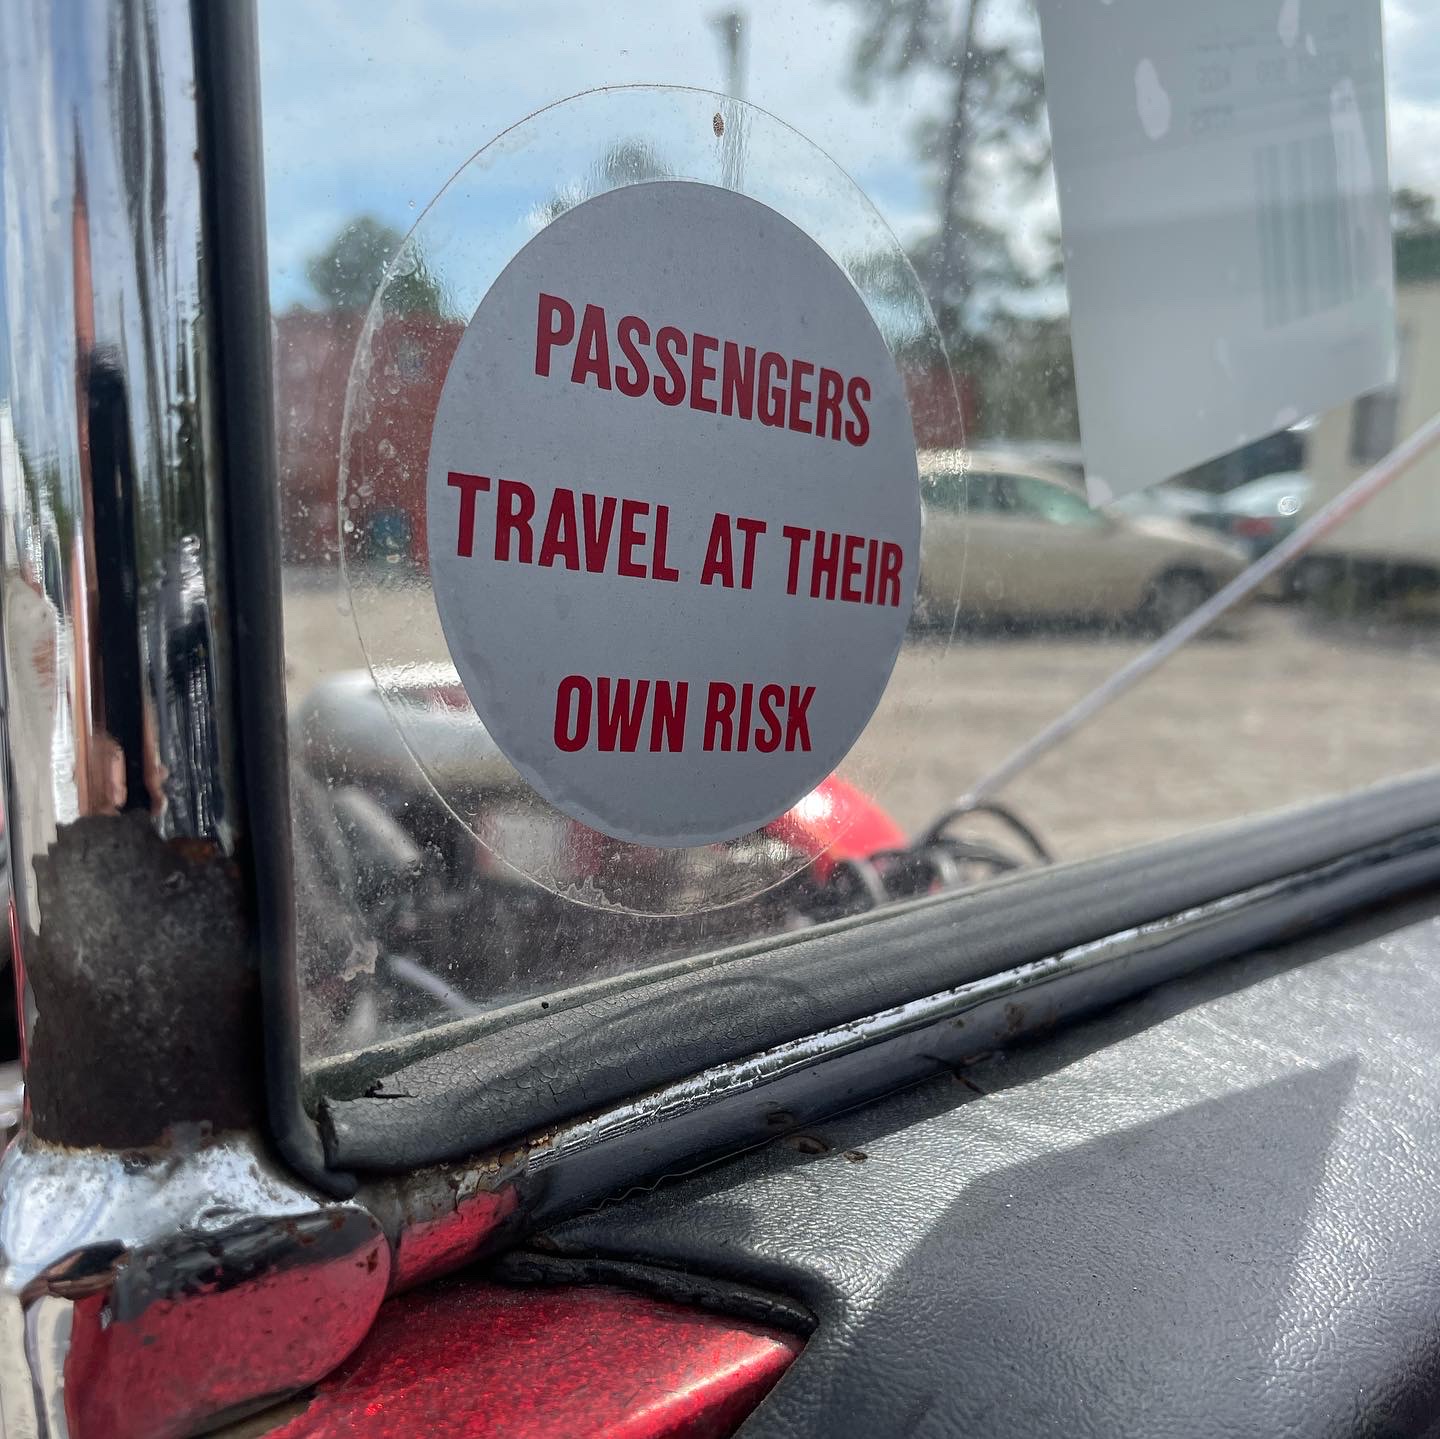 PASSENGERS
TRAVEL AT THEIR
OWN RISK